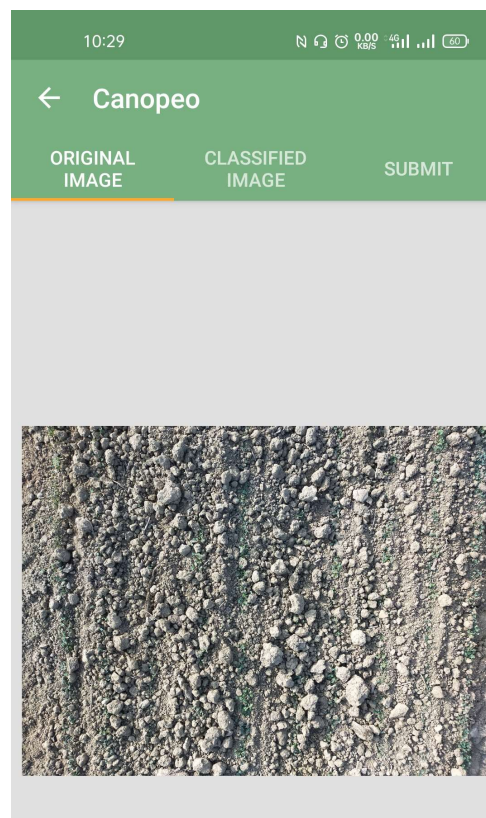 10:29
0.00
KB/S
4G
60
Canopeo
ORIGINAL
IMAGE
CLASSIFIED
IMAGE
SUBMIT